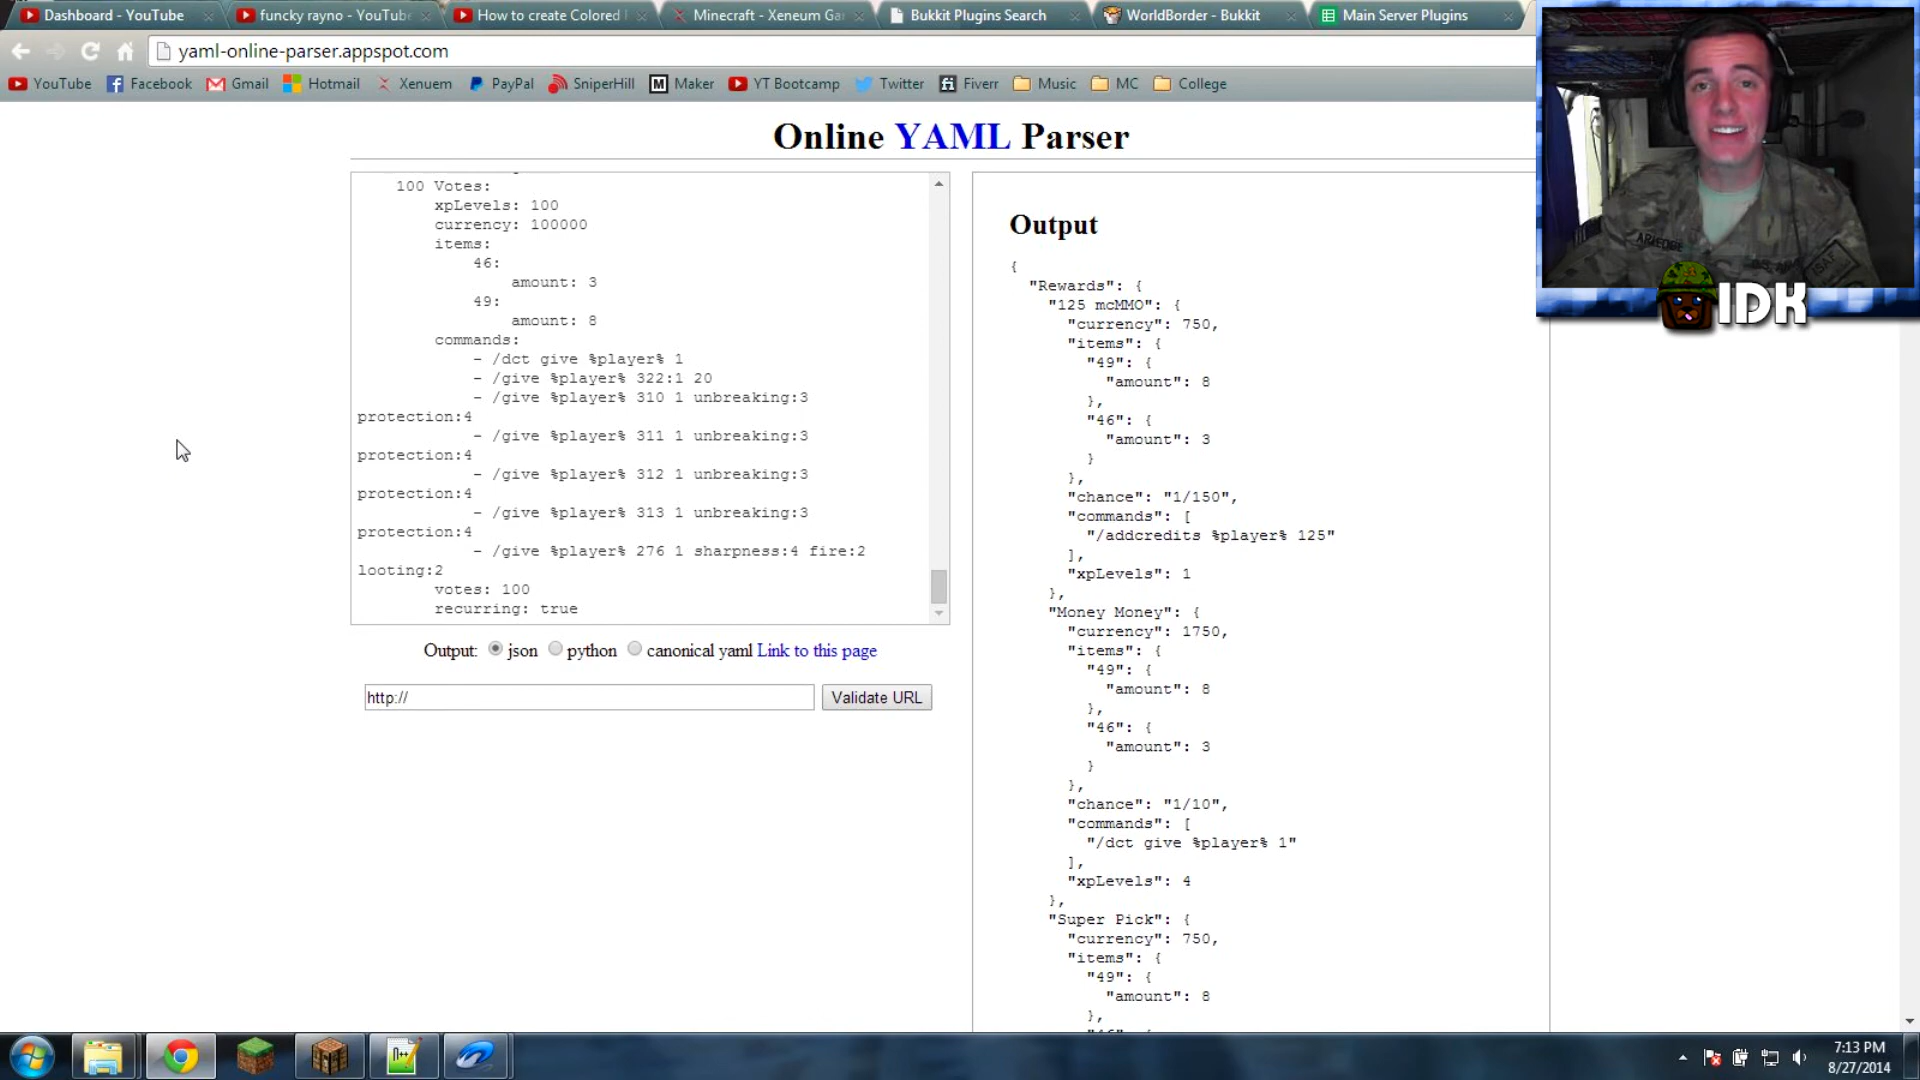 Dashboard - YouTube
funcky rayno - YouTube
How to create Colored
Minecraft - Xeneum Ga
Bukkit Plugins Search
WorldBorder - Bukkit
Main Server Plugins
yaml-online-parser.appspot.com
YouTube
Facebook
Gmail
Hotmail
Xenuem
PayPal
SniperHill
Maker
YT Bootcamp
Twitter
Fiverr
Music
MC
College
Online YAML Parser
100 Votes:
xpLevels: 100
currency: 100000
items:
46:
amount: 3
49:
amount: 8
commands:
- /dct give %player% 1
- /give %player% 322:1 20
- /give %player% 310 1 unbreaking:3
protection:4
- /give %player% 311 1 unbreaking:3
protection:4
- /give %player% 312 1 unbreaking:3
protection:4
- /give %player% 313 1 unbreaking:3
protection:4
- /give %player% 276 1 sharpness:4 fire:2
looting:2
votes: 100
recurring: true
Output: json python canonical yaml Link to this page
http://
Validate URL
Output
{
"Rewards": {
"125 mcMMO": {
"currency": 750,
"items": {
"49": {
"amount": 8
},
"46": {
"amount": 3
}
},
"chance": "1/150",
"commands": [
"/addcredits %player% 125"
],
"xpLevels": 1
},
"Money Money": {
"currency": 1750,
"items": {
"49": {
"amount": 8
},
"46": {
"amount": 3
}
},
"chance": "1/10",
"commands": [
"/dct give %player% 1"
],
"xpLevels": 4
},
"Super Pick": {
"currency": 750,
"items": {
"49": {
"amount": 8
},
"46": {
ISAF
IDK
7:13 PM
8/27/2014